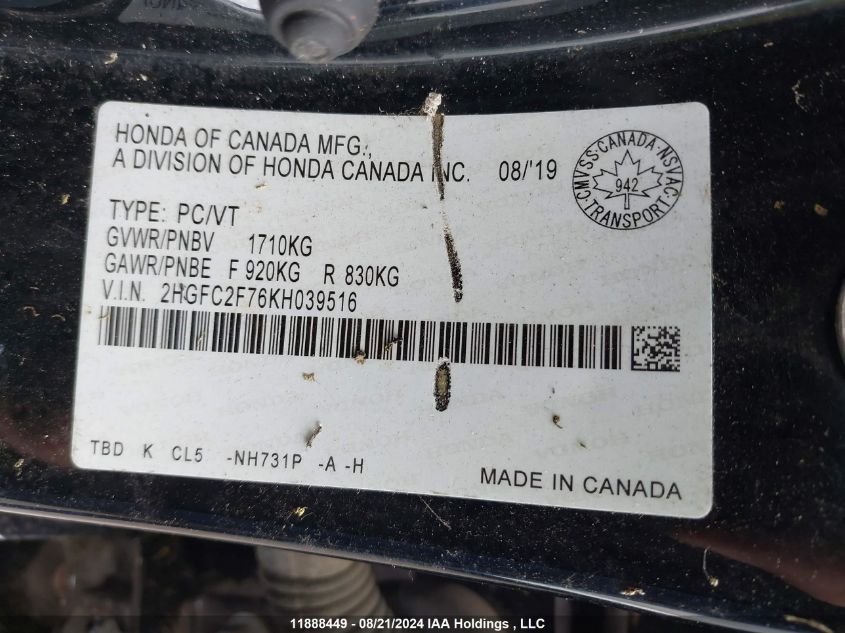 HONDA OF CANADA MFG.,
A DIVISION OF HONDA CANADA INC. 08/'19
CMVSS·CANADA·NSVAC
942
TRANSPORT
TYPE: PC/VT
GVWR/PNBV 1710KG
GAWR/PNBE F 920KG R 830KG
V.I.N. 2HGFC2F76KH039516
TBD K CL5 -NH731P -A -H
MADE IN CANADA
11888449 - 08/21/2024 IAA Holdings , LLC